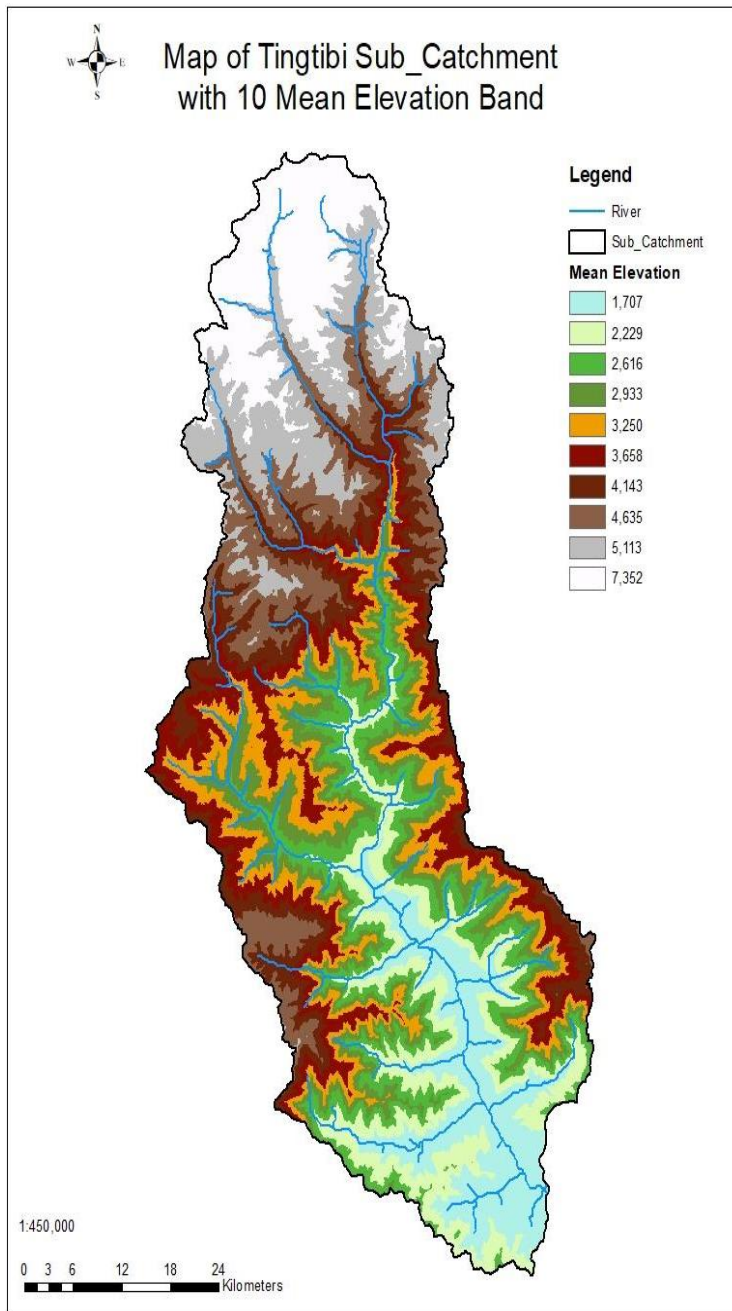 N
W E
S
Map of Tingtibi Sub_Catchment
with 10 Mean Elevation Band
Legend
River
Sub_Catchment
Mean Elevation
1,707
2,229
2,616
2,933
3,250
3,658
4,143
4,635
5,113
7,352
1:450,000
0 3 6 12 18 24
Kilometers